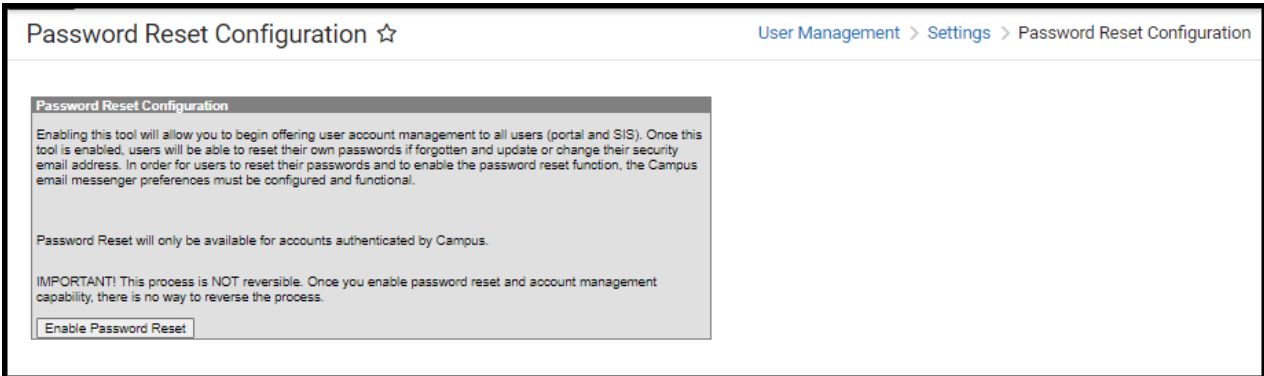 Password Reset Configuration ☆
User Management > Settings > Password Reset Configuration
Password Reset Configuration
Enabling this tool will allow you to begin offering user account management to all users (portal and SIS). Once this
tool is enabled, users will be able to reset their own passwords if forgotten and update or change their security
email address. In order for users to reset their passwords and to enable the password reset function, the Campus
email messenger preferences must be configured and functional.
Password Reset will only be available for accounts authenticated by Campus.
IMPORTANT! This process is NOT reversible. Once you enable password reset and account management
capability, there is no way to reverse the process.
Enable Password Reset